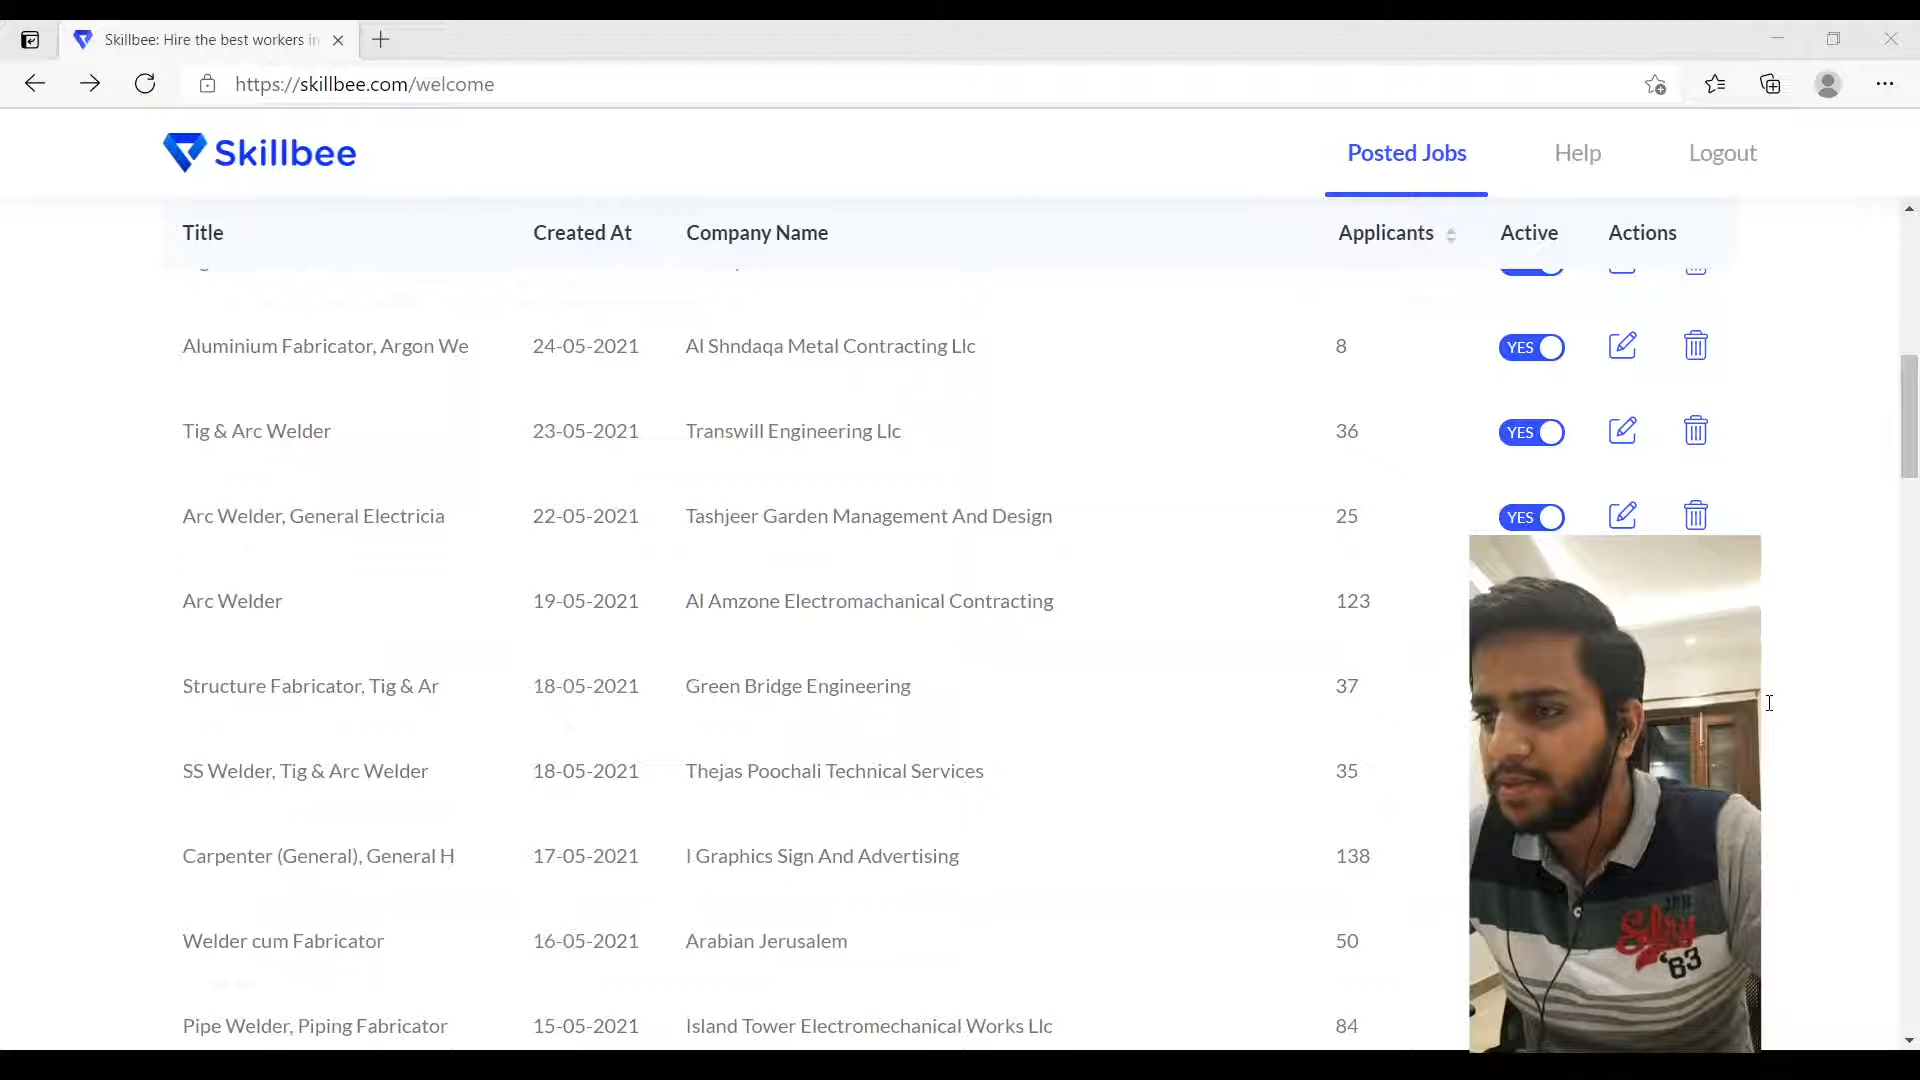 Skillbee: Hire the best workers in
https://skillbee.com/welcome
Skillbee
Posted Jobs Help Logout
Title Created At Company Name Applicants Active Actions
Aluminium Fabricator, Argon We 24-05-2021 Al Shndaqa Metal Contracting Llc 8 YES
Tig & Arc Welder 23-05-2021 Transwill Engineering Llc 36 YES
Arc Welder, General Electricia 22-05-2021 Tashjeer Garden Management And Design 25 YES
Arc Welder 19-05-2021 Al Amzone Electromachanical Contracting 123
Structure Fabricator, Tig & Ar 18-05-2021 Green Bridge Engineering 37
SS Welder, Tig & Arc Welder 18-05-2021 Thejas Poochali Technical Services 35
Carpenter (General), General H 17-05-2021 I Graphics Sign And Advertising 138
Welder cum Fabricator 16-05-2021 Arabian Jerusalem 50
Pipe Welder, Piping Fabricator 15-05-2021 Island Tower Electromechanical Works Llc 84
'83